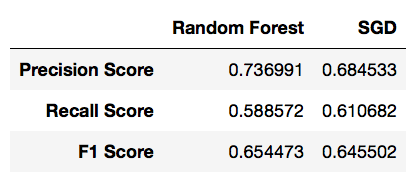 Random Forest SGD
Precision Score 0.736991 0.684533
Recall Score 0.588572 0.610682
F1 Score 0.654473 0.645502